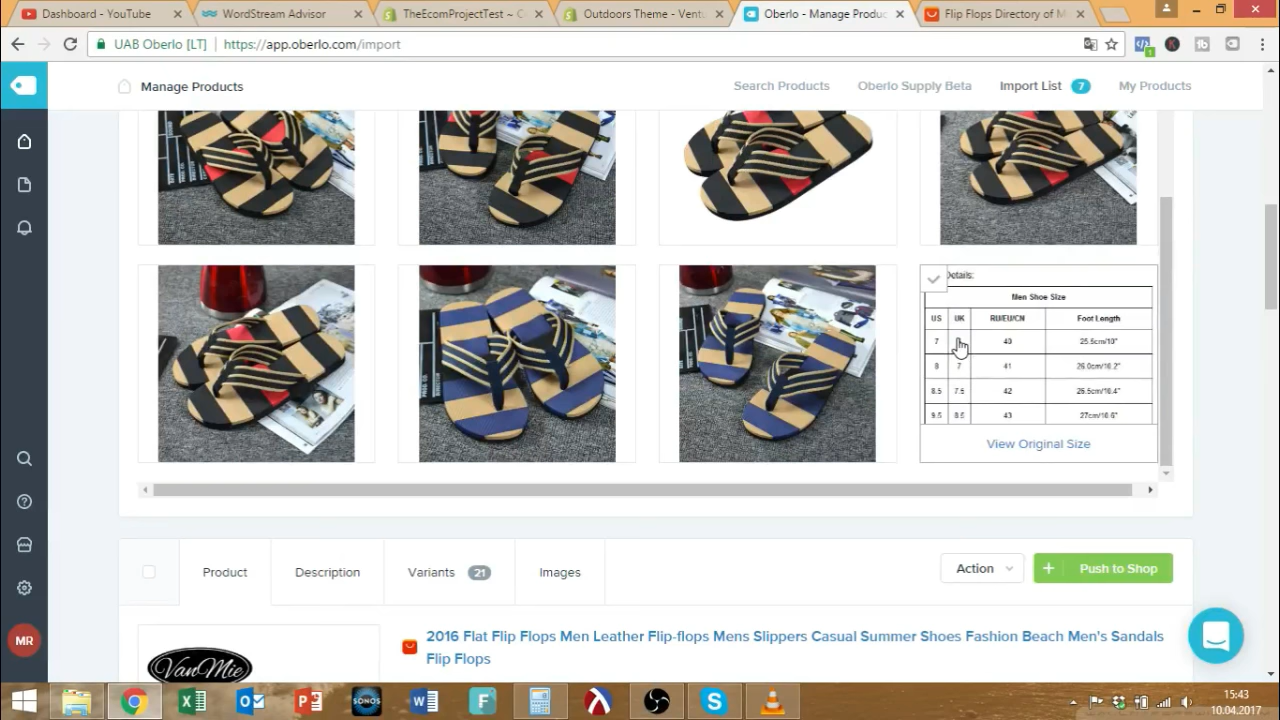 Dashboard - YouTube
WordStream Advisor
TheEcomProjectTest ~ C
Outdoors Theme - Ventu
Oberlo - Manage Produc
Flip Flops Directory of M
UAB Oberlo [LT]
https://app.oberlo.com/import
Manage Products
Search Products
Oberlo Supply Beta
Import List 7
My Products
Details:
Men Shoe Size
US UK RU/EU/CN Foot Length
7 40 25.5cm/10"
8 7 41 26.0cm/10.2"
8.5 7.5 42 26.5cm/10.4"
9.5 8.5 43 27cm/10.6"
View Original Size
Product
Description
Variants 21
Images
Action
+ Push to Shop
2016 Flat Flip Flops Men Leather Flip-flops Mens Slippers Casual Summer Shoes Fashion Beach Men's Sandals
Flip Flops
VanMie
MR
SONOS
15:43
10.04.2017